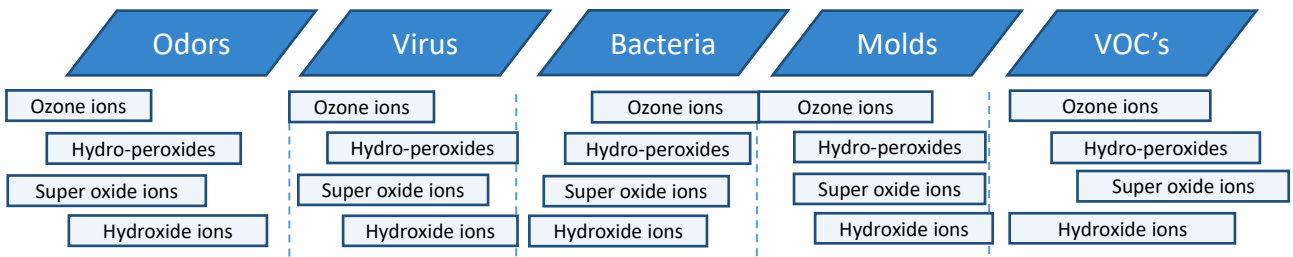 Odors
Virus
Bacteria
Molds
VOC's
Ozone ions
Ozone ions
Ozone ions
Ozone ions
Ozone ions
Hydro-peroxides
Hydro-peroxides
Hydro-peroxides
Hydro-peroxides
Hydro-peroxides
Super oxide ions
Super oxide ions
Super oxide ions
Super oxide ions
Super oxide ions
Hydroxide ions
Hydroxide ions
Hydroxide ions
Hydroxide ions
Hydroxide ions